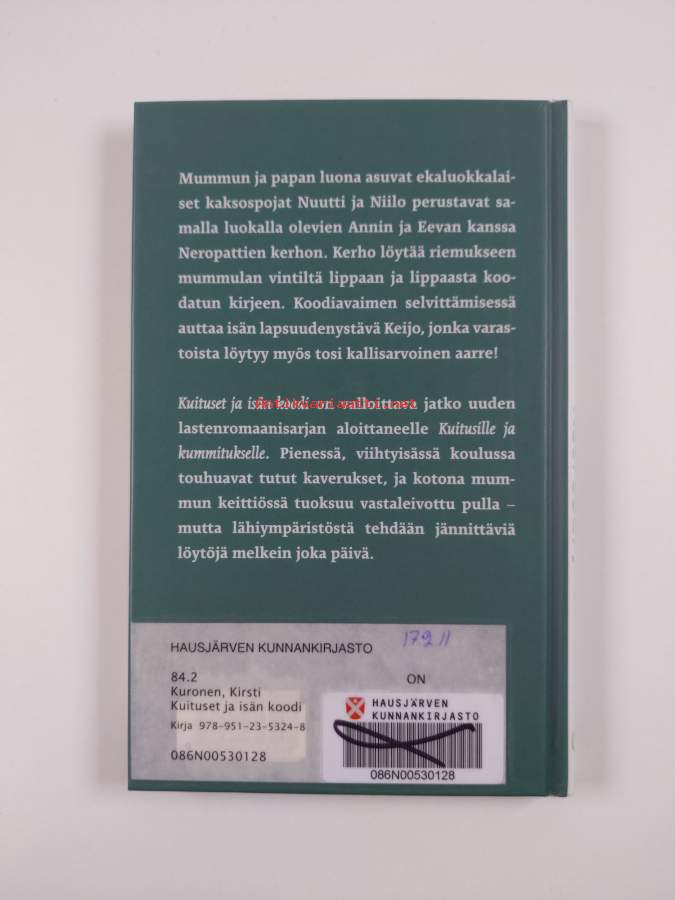 Mummun ja papan luona asuvat ekaluokkalai-
set kaksospojat Nuutti ja Niilo perustavat sa-
malla luokalla olevien Annin ja Eevan kanssa
Neropattien kerhon. Kerho löytää riemukseen
mummulan vintiltä lippaan ja lippaasta koo-
datun kirjeen. Koodiavaimen selvittämisessä
auttaa isän lapsuudenystävä Keijo, jonka varas-
toista löytyy myös tosi kallisarvoinen aarre!
Kuituset ja isän koodi on valloittava jatko uuden
lastenromaanisarjan aloittaneelle Kuitusille ja
kummitukselle. Pienessä, viihtyisässä koulussa
touhuavat tutut kaverukset, ja kotona mum-
mun keittiössä tuoksuu vastaleivottu pulla –
mutta lähiympäristöstä tehdään jännittäviä
löytöjä melkein joka päivä.
HAUSJÄRVEN KUNNANKIRJASTO
84.2 ON
Kuronen, Kirsti
Kuituset ja isän koodi
Kirja 978-951-23-5324-8
086N00530128
HAUSJÄRVEN
KUNNANKIRJASTO
086N00530128